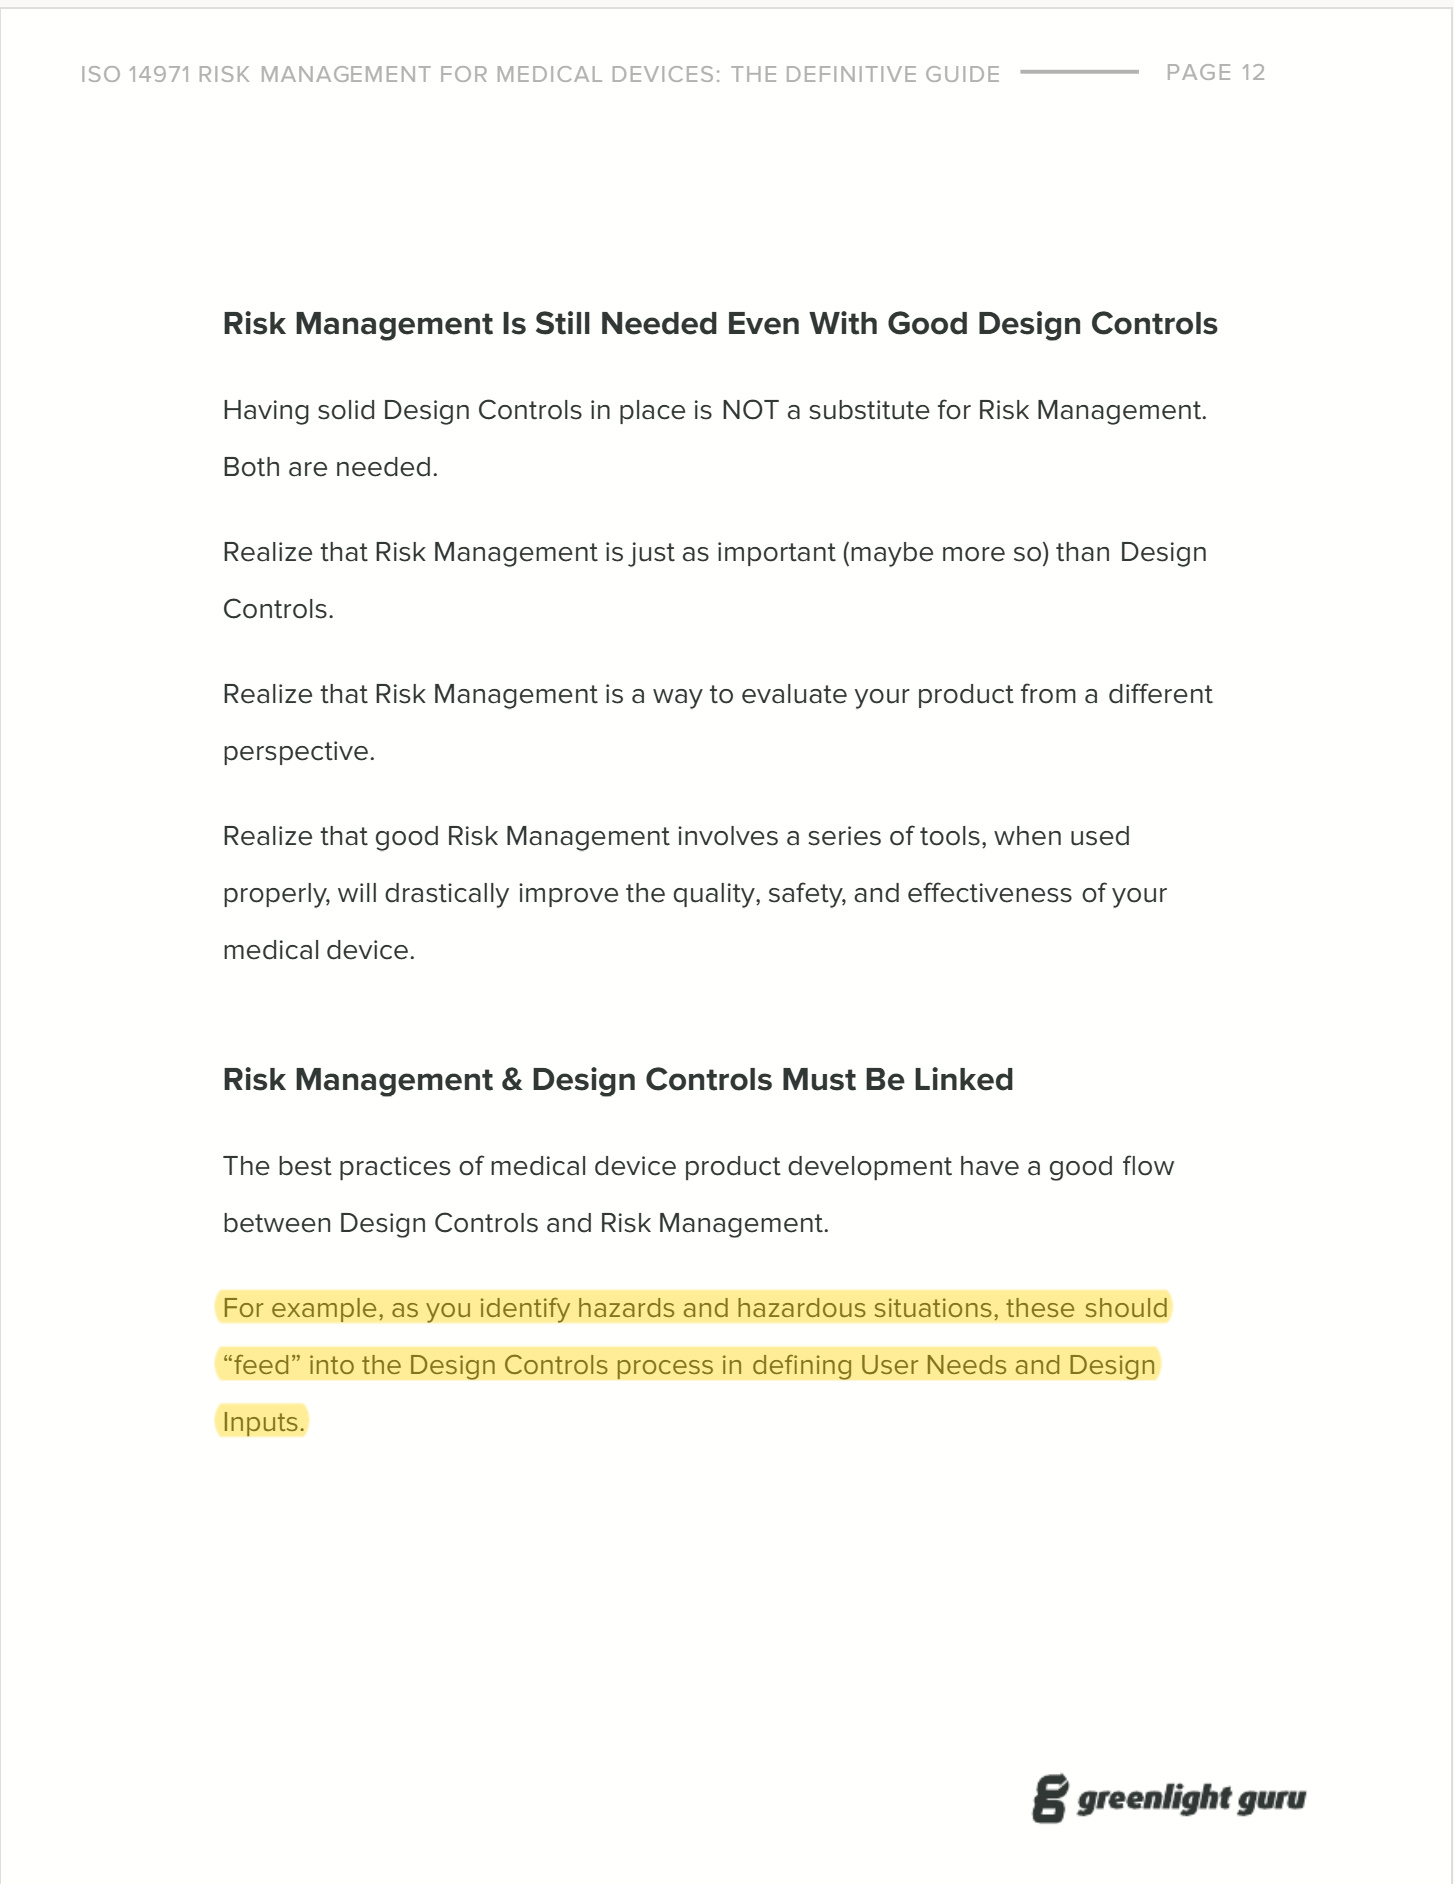 ISO 14971 RISK MANAGEMENT FOR MEDICAL DEVICES: THE DEFINITIVE GUIDE PAGE 12
Risk Management Is Still Needed Even With Good Design Controls
Having solid Design Controls in place is NOT a substitute for Risk Management.
Both are needed.
Realize that Risk Management is just as important (maybe more so) than Design
Controls.
Realize that Risk Management is a way to evaluate your product from a different
perspective.
Realize that good Risk Management involves a series of tools, when used
properly, will drastically improve the quality, safety, and effectiveness of your
medical device.
Risk Management & Design Controls Must Be Linked
The best practices of medical device product development have a good flow
between Design Controls and Risk Management.
For example, as you identify hazards and hazardous situations, these should
“feed” into the Design Controls process in defining User Needs and Design
Inputs.
greenlight guru